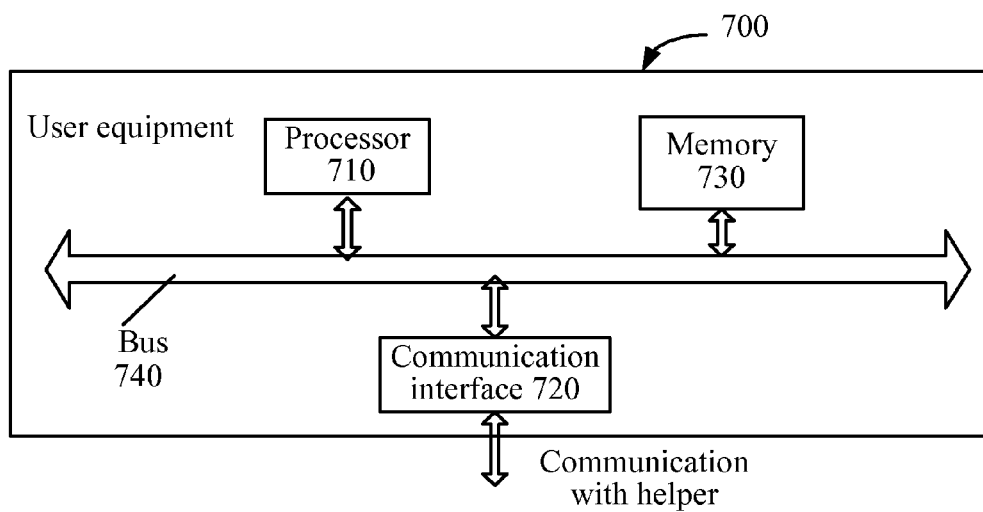 700
User equipment
Processor
710
Memory
730
Bus
740
Communication
interface 720
Communication
with helper